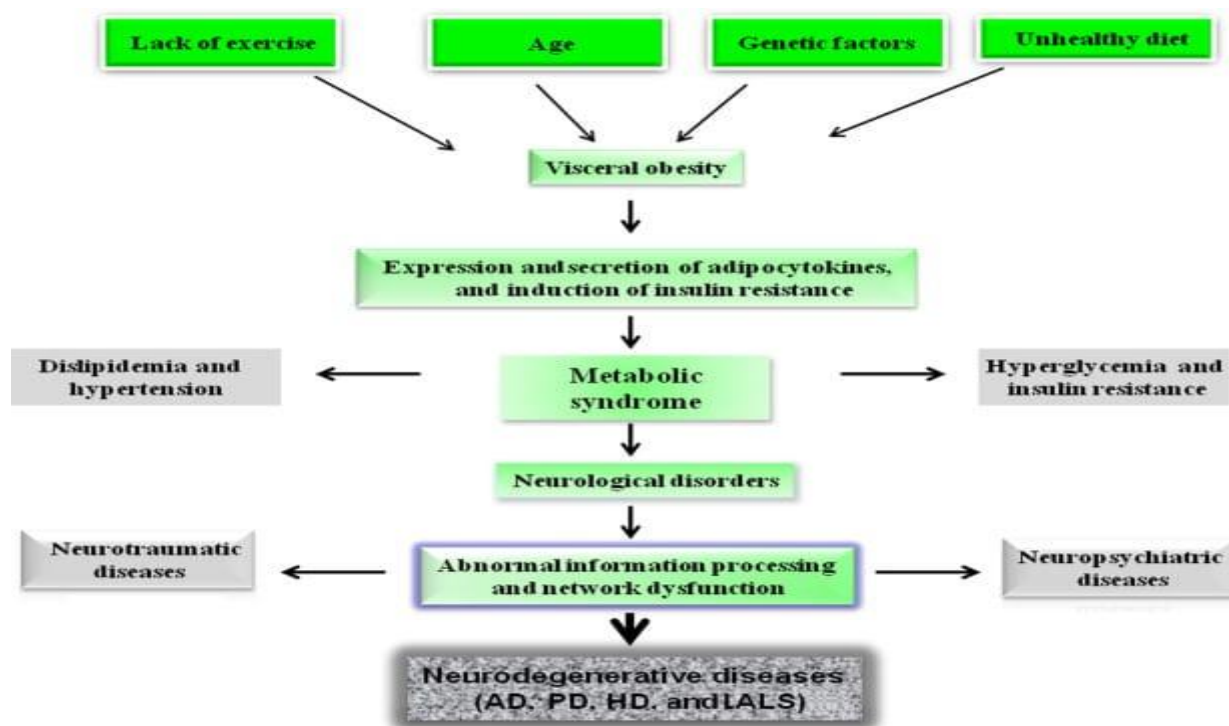 Lack of exercise
Age
Genetic factors
Unhealthy diet
Visceral obesity
Expression and secretion of adipocytokines,
and induction of insulin resistance
Dislipidemia and
hypertension
Metabolic
syndrome
Hyperglycemia and
insulin resistance
Neurological disorders
Neurotraumatic
diseases
Abnormal information processing
and network dysfunction
Neuropsychiatric
diseases
Neurodegenerative diseases
(AD, PD, HD, and ALS)